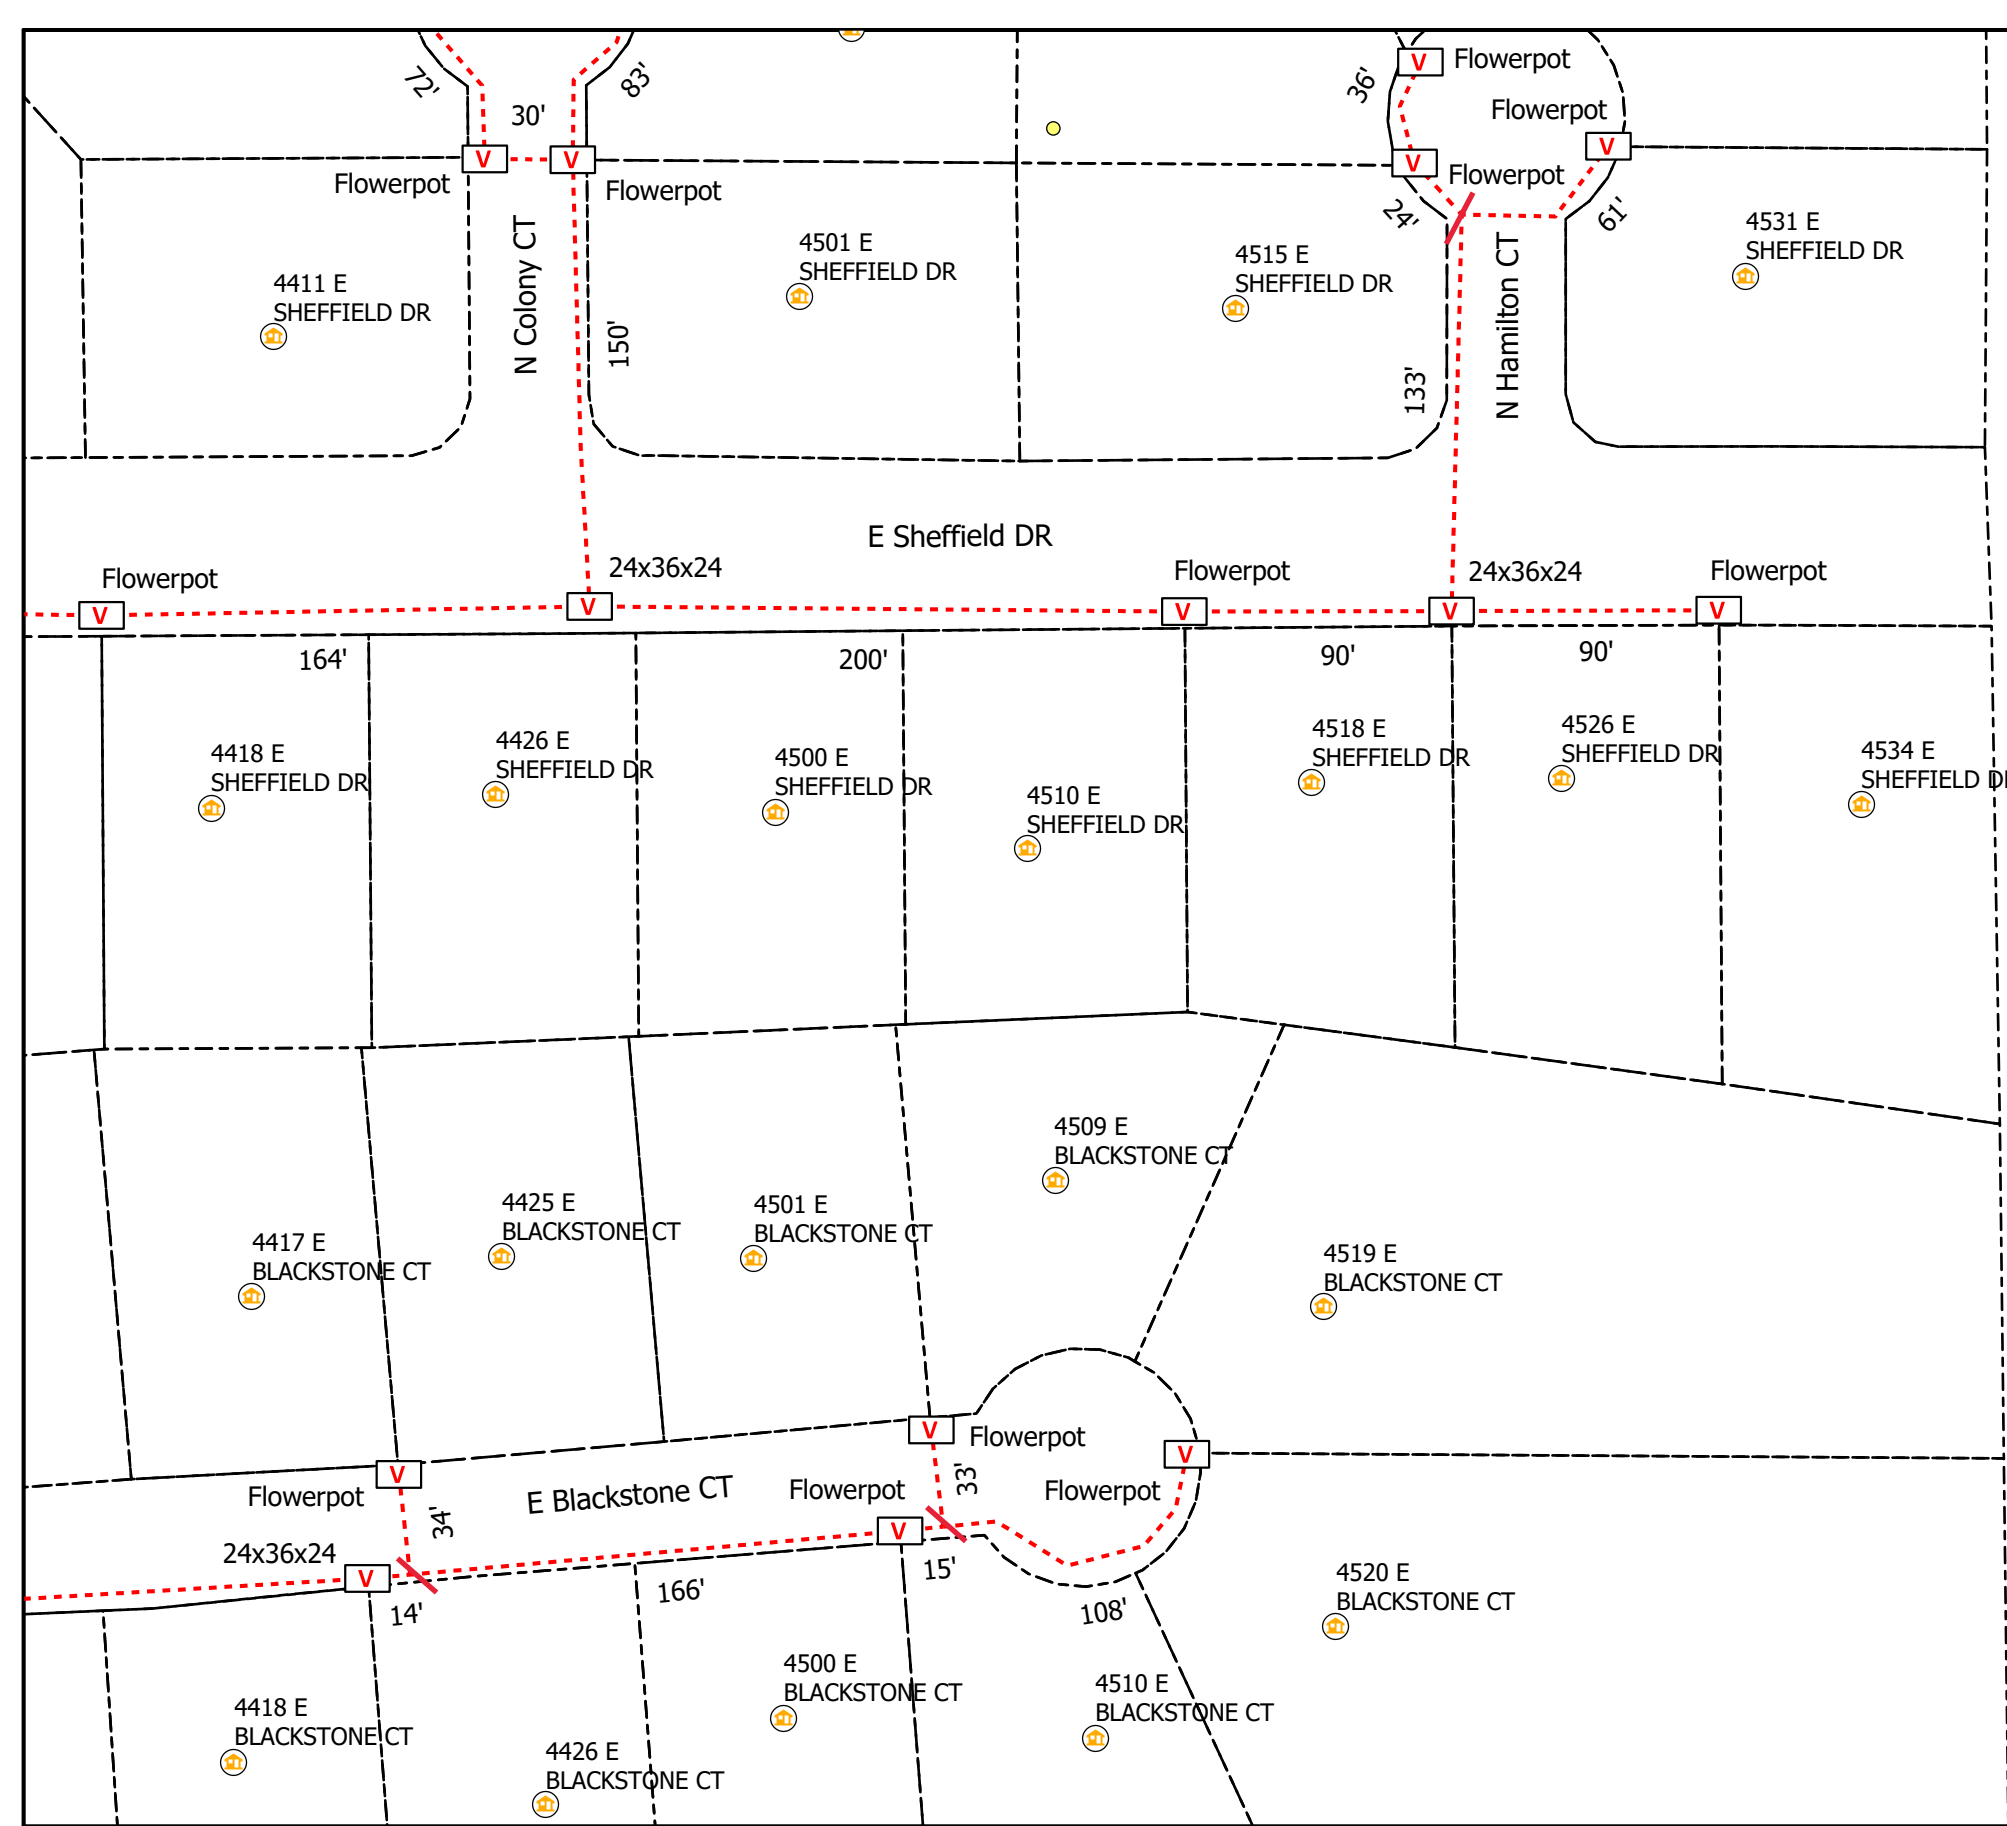 Flowerpot
72'
83'
36'
30'
Flowerpot
V
V
V
V
V
Flowerpot
Flowerpot
Flowerpot
24'
61'
4531 E
SHEFFIELD DR
4501 E
SHEFFIELD DR
4515 E
SHEFFIELD DR
4411 E
SHEFFIELD DR
N Colony CT
150'
N Hamilton CT
133'
E Sheffield DR
Flowerpot
24x36x24
Flowerpot
24x36x24
Flowerpot
V
V
V
V
V
164'
200'
90'
90'
4418 E
SHEFFIELD DR
4426 E
SHEFFIELD DR
4500 E
SHEFFIELD DR
4510 E
SHEFFIELD DR
4518 E
SHEFFIELD DR
4526 E
SHEFFIELD DR
4534 E
SHEFFIELD
4509 E
BLACKSTONE CT
4417 E
BLACKSTONE CT
4425 E
BLACKSTONE CT
4501 E
BLACKSTONE CT
4519 E
BLACKSTONE CT
V
Flowerpot
V
V
Flowerpot
34'
E Blackstone CT
Flowerpot
33'
Flowerpot
V
24x36x24
V
14'
166'
15'
108'
4520 E
BLACKSTONE CT
4500 E
BLACKSTONE CT
4510 E
BLACKSTONE CT
4418 E
BLACKSTONE CT
4426 E
BLACKSTONE CT